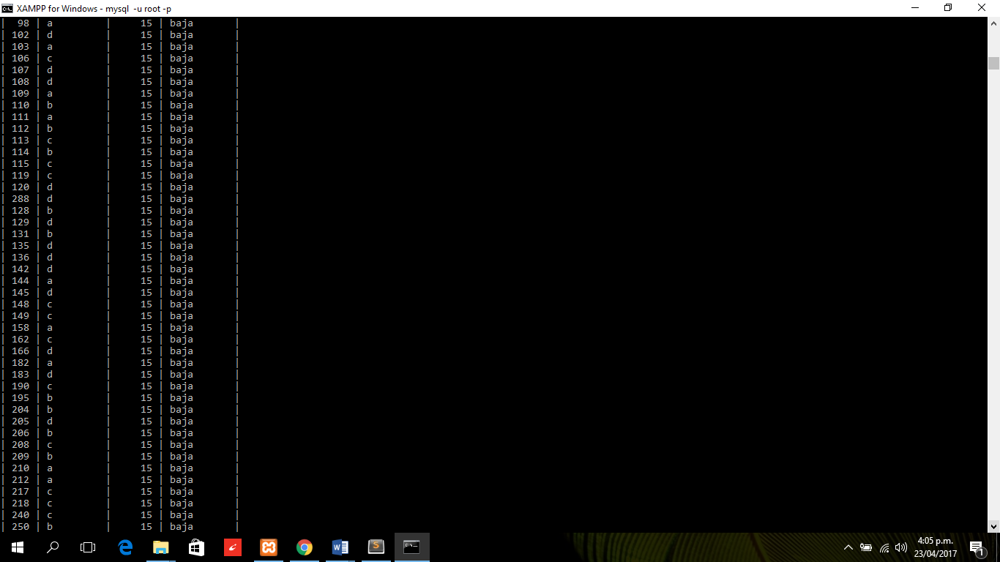 XAMPP for Windows - mysql -u root -p
| 98 | a | 15 | baja |
| 102 | d | 15 | baja |
| 103 | a | 15 | baja |
| 106 | c | 15 | baja |
| 107 | d | 15 | baja |
| 108 | d | 15 | baja |
| 109 | a | 15 | baja |
| 110 | b | 15 | baja |
| 111 | a | 15 | baja |
| 112 | b | 15 | baja |
| 113 | c | 15 | baja |
| 114 | b | 15 | baja |
| 115 | c | 15 | baja |
| 119 | c | 15 | baja |
| 120 | d | 15 | baja |
| 288 | d | 15 | baja |
| 128 | b | 15 | baja |
| 129 | d | 15 | baja |
| 131 | b | 15 | baja |
| 135 | d | 15 | baja |
| 136 | d | 15 | baja |
| 142 | d | 15 | baja |
| 144 | a | 15 | baja |
| 145 | d | 15 | baja |
| 148 | c | 15 | baja |
| 149 | c | 15 | baja |
| 158 | a | 15 | baja |
| 162 | c | 15 | baja |
| 166 | d | 15 | baja |
| 182 | a | 15 | baja |
| 183 | d | 15 | baja |
| 190 | c | 15 | baja |
| 195 | b | 15 | baja |
| 204 | b | 15 | baja |
| 205 | d | 15 | baja |
| 206 | b | 15 | baja |
| 208 | c | 15 | baja |
| 209 | b | 15 | baja |
| 210 | a | 15 | baja |
| 212 | a | 15 | baja |
| 217 | c | 15 | baja |
| 218 | c | 15 | baja |
| 240 | c | 15 | baja |
| 250 | b | 15 | baja |
4:05 p.m.
23/04/2017
1